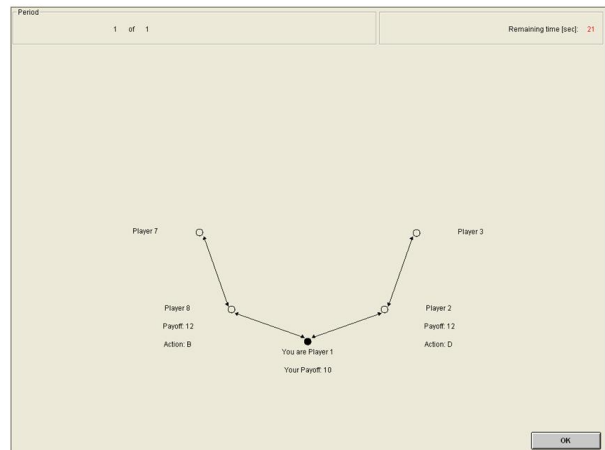 Period
1 of 1
Remaining time [sec]: 21
Player 7
Player 3
Player 8
Player 2
Payoff: 12
Payoff: 12
Action: B
Action: D
You are Player 1
Your Payoff: 10
OK